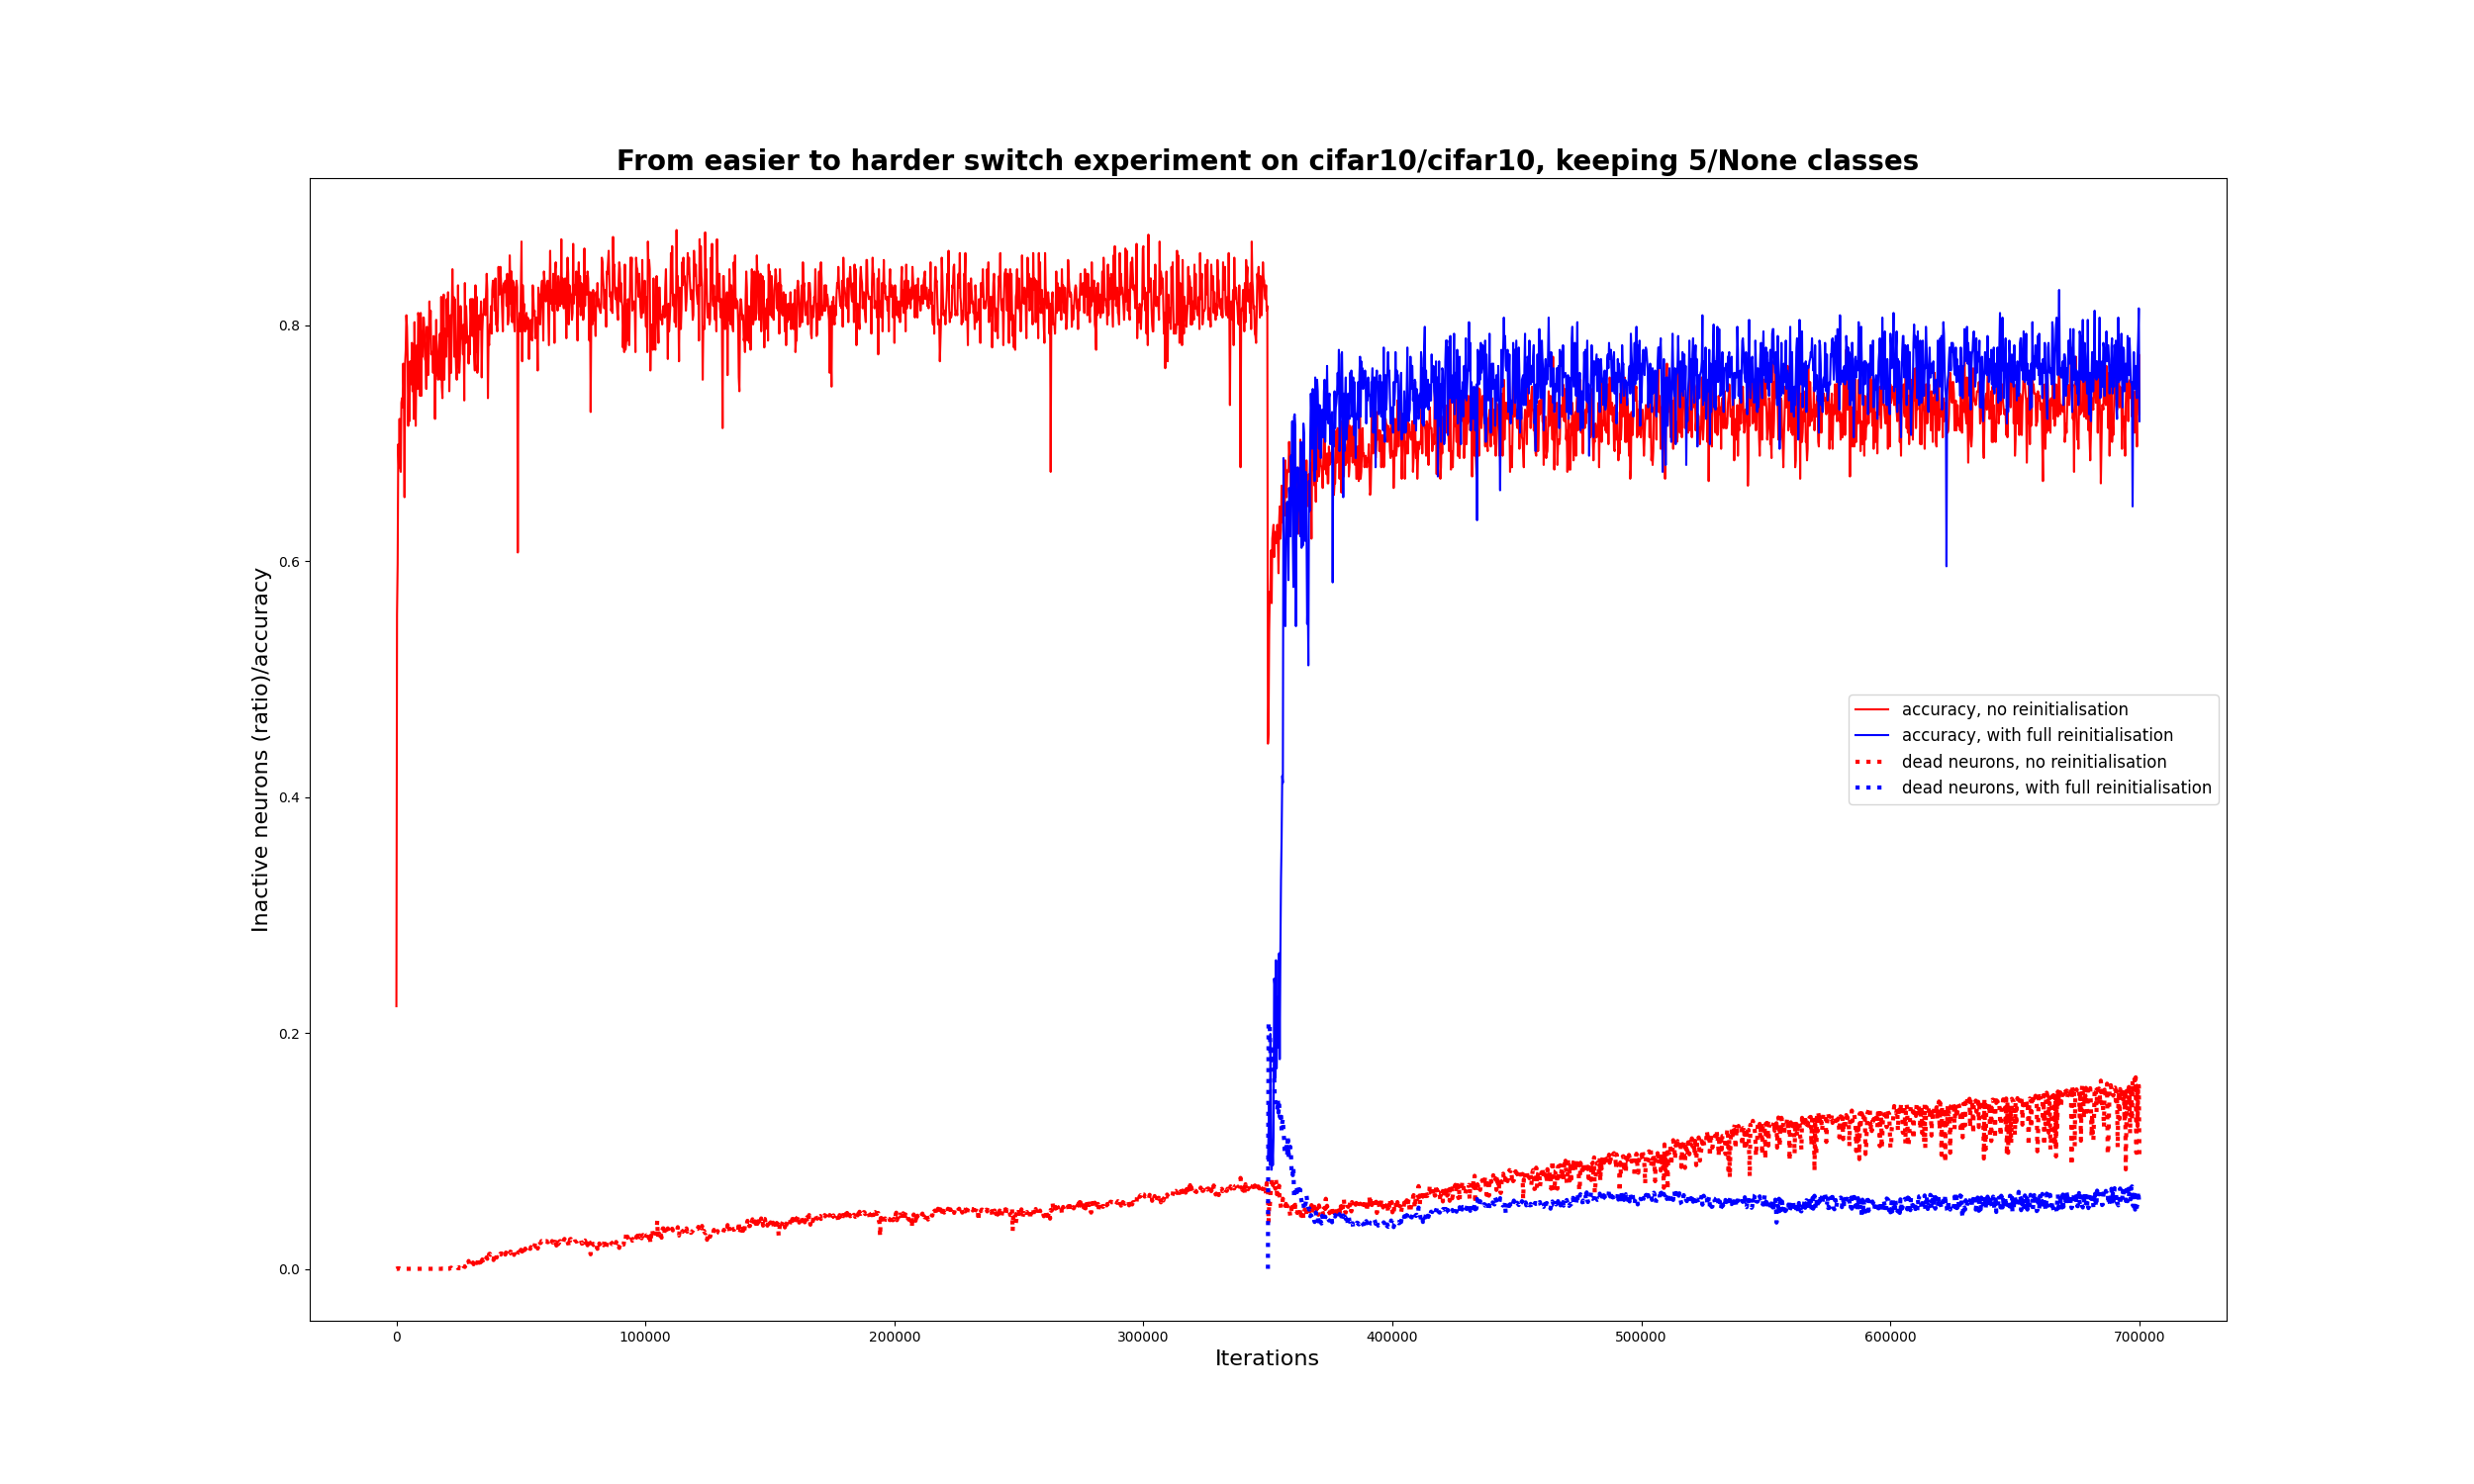 From easier to harder switch experiment on cifar10/cifar10, keeping 5/None classes
Inactive neurons (ratio)/accuracy
0.8
0.6
0.4
0.2
0.0
accuracy, no reinitialisation
accuracy, with full reinitialisation
dead neurons, no reinitialisation
dead neurons, with full reinitialisation
0 100000 200000 300000 400000 500000 600000 700000
Iterations